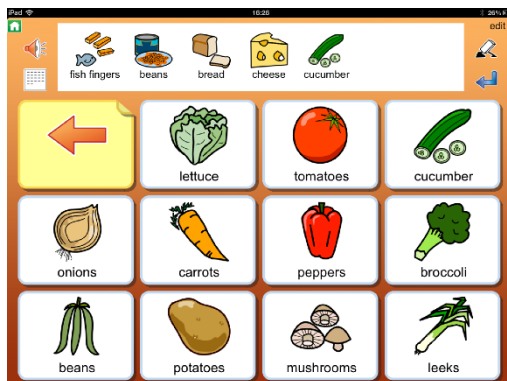 iPad 16:26 26%
edit
fish fingers beans bread cheese cucumber
lettuce tomatoes cucumber
onions carrots peppers broccoli
beans potatoes mushrooms leeks